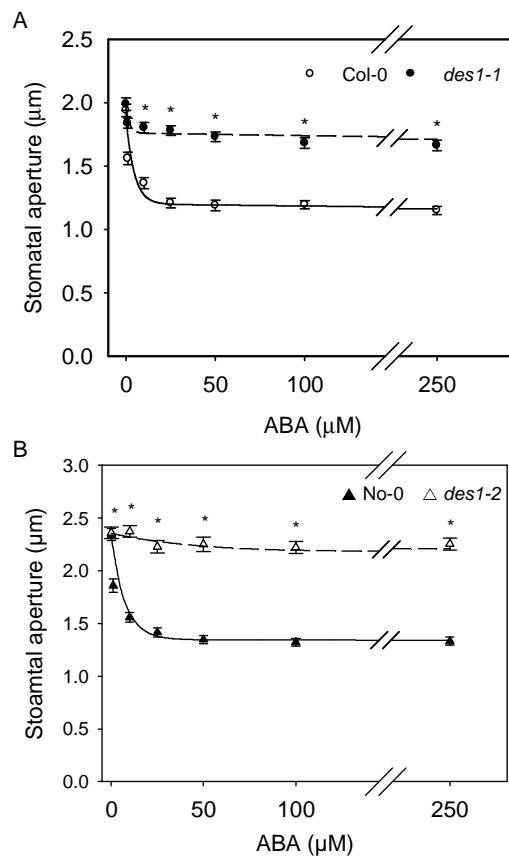 A
2.5
Col-0 des1-1
2.0
* * * * *
1.5
1.0
0.5
0.0
Stomatal aperture (μm)
0 50 100 250
ABA (μM)
B
3.0
No-0 des1-2
2.5
* * * * * *
2.0
1.5
1.0
0.5
0.0
Stoamtal aperture (μm)
0 50 100 250
ABA (μM)